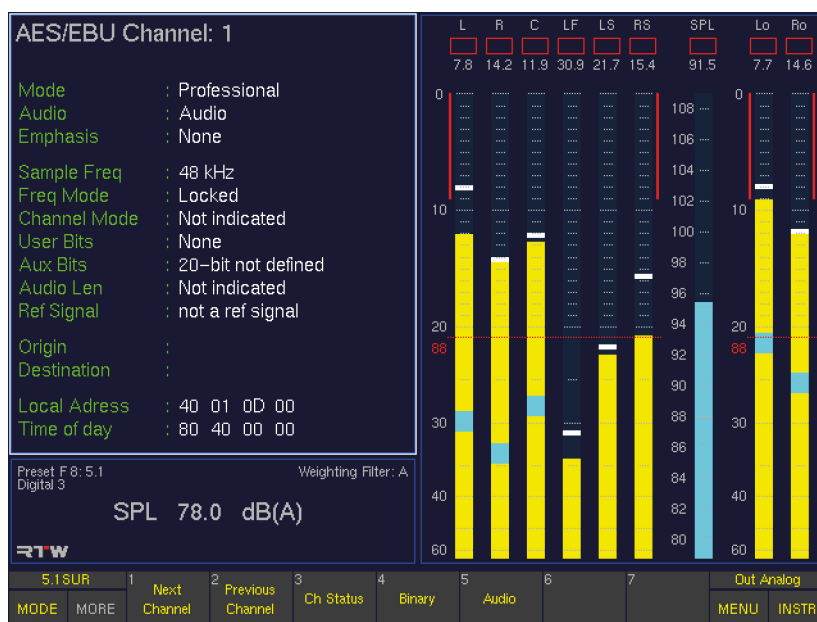 AES/EBU Channel: 1
Mode : Professional
Audio : Audio
Emphasis : None
Sample Freq : 48 kHz
Freq Mode : Locked
Channel Mode : Not indicated
User Bits : None
Aux Bits : 20-bit not defined
Audio Len : Not indicated
Ref Signal : not a ref signal
Origin :
Destination :
Local Adress : 40 01 0D 00
Time of day : 80 40 00 00
Preset F 8: 5.1 Weighting Filter: A
Digital 3
SPL 78.0 dB(A)
RTW
L R C LF LS RS SPL Lo Ro
7.8 14.2 11.9 30.9 21.7 15.4 91.5 7.7 14.6
0 108 0
106
104
102
10 100 10
98
96
20 94 20
88 92 88
90
30 88 30
86
84
40 82 40
80
60 60
5.1SUR 1 Next Channel 2 Previous Channel 3 Ch Status 4 Binary 5 Audio 6 7 Out Analog
MODE MORE MENU INSTR